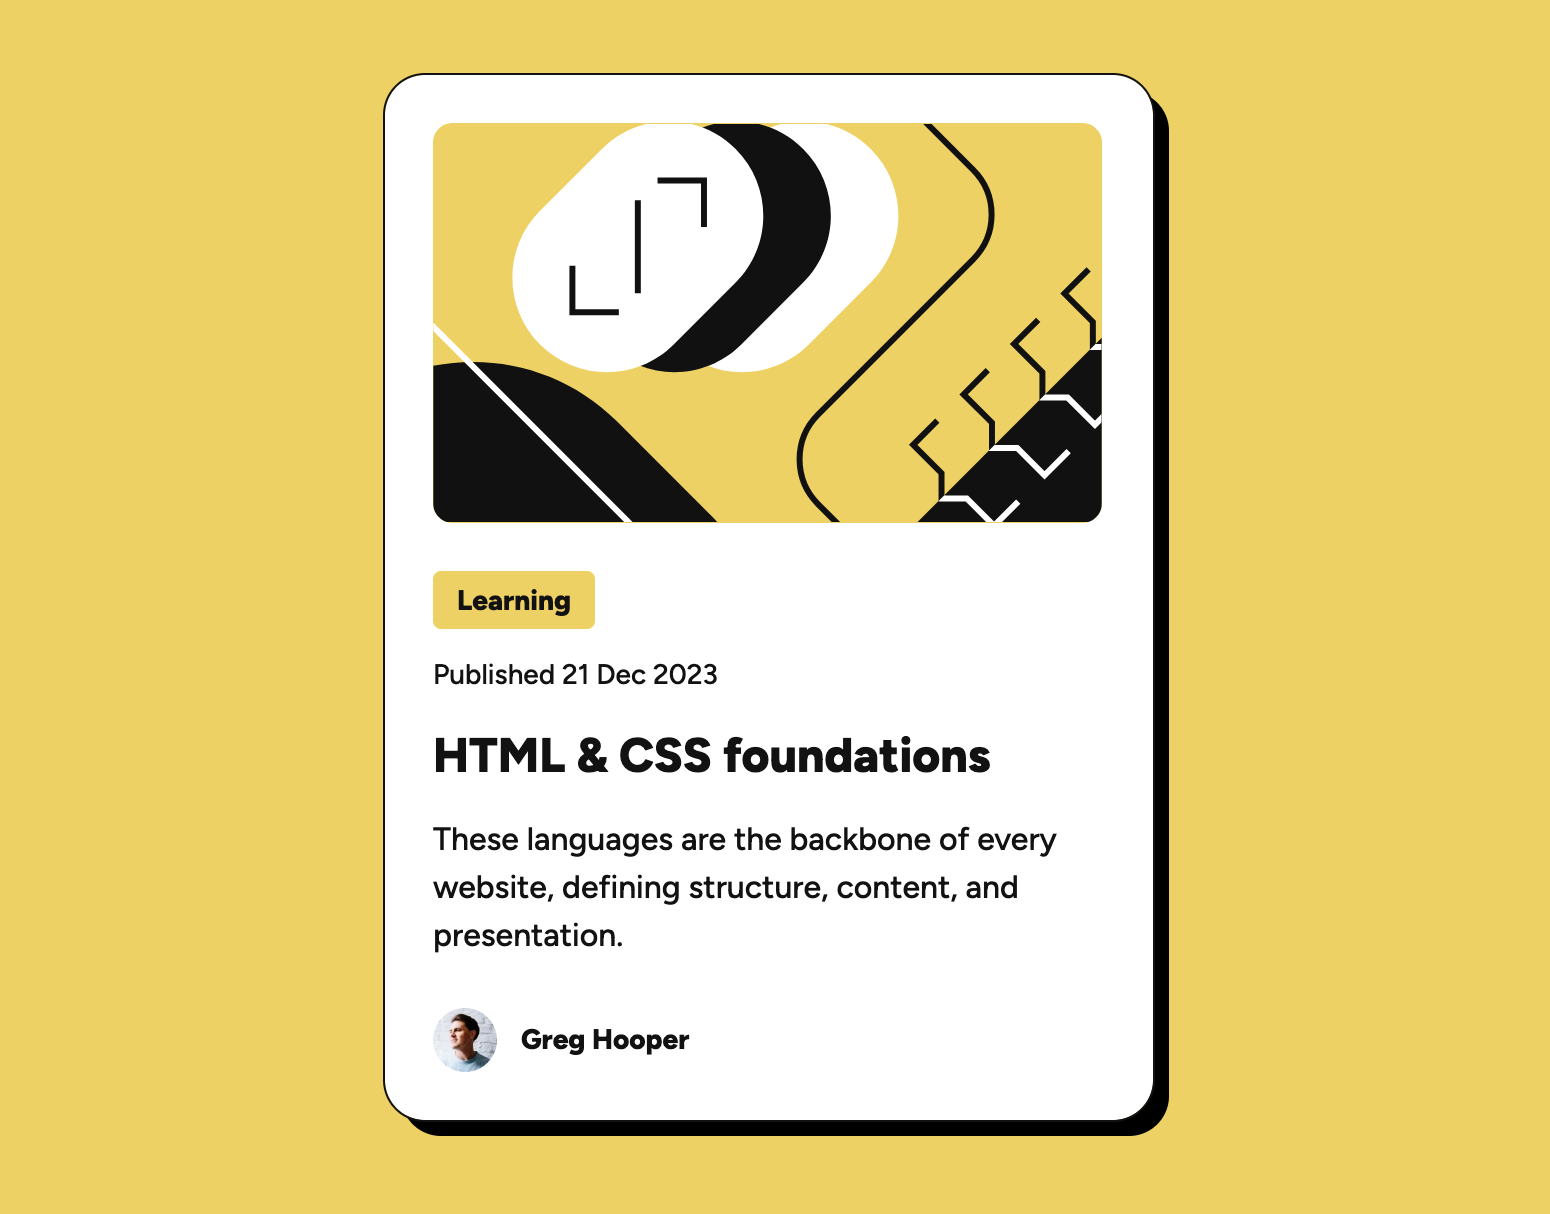 Learning
Published 21 Dec 2023
HTML & CSS foundations
These languages are the backbone of every
website, defining structure, content, and
presentation.
Greg Hooper